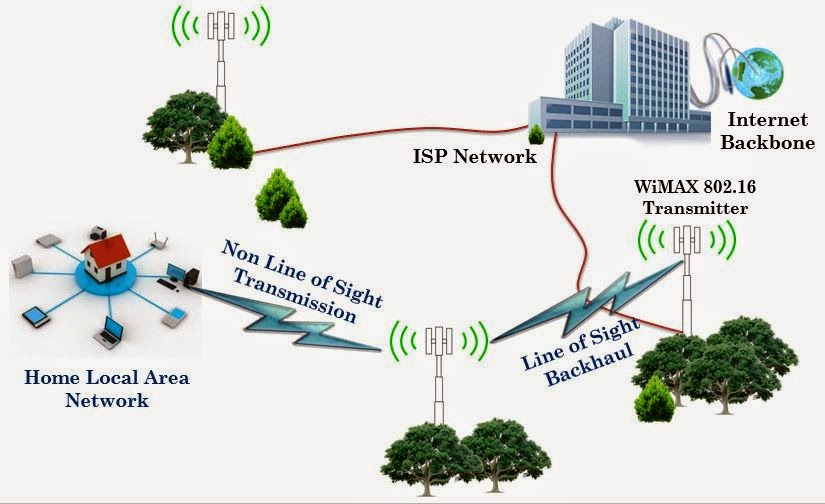 Internet
Backbone
ISP Network
WiMAX 802.16
Transmitter
Non Line of Sight
Transmission
Line of Sight
Backhaul
Home Local Area
Network